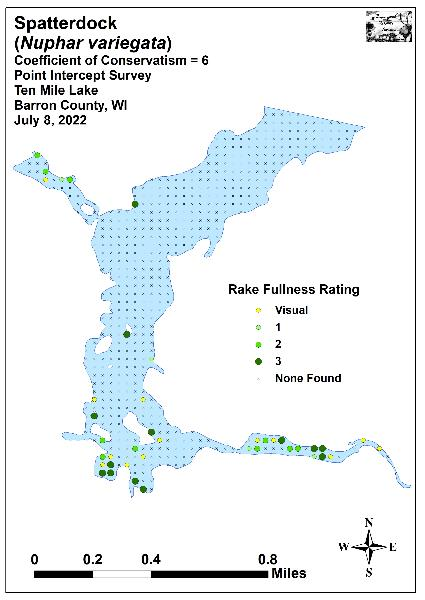 Spatterdock
(Nuphar variegata)
Coefficient of Conservatism = 6
Point Intercept Survey
Ten Mile Lake
Barron County, WI
July 8, 2022
Rake Fullness Rating
Visual
1
2
3
None Found
N
W E
S
0 0.2 0.4 0.8
Miles